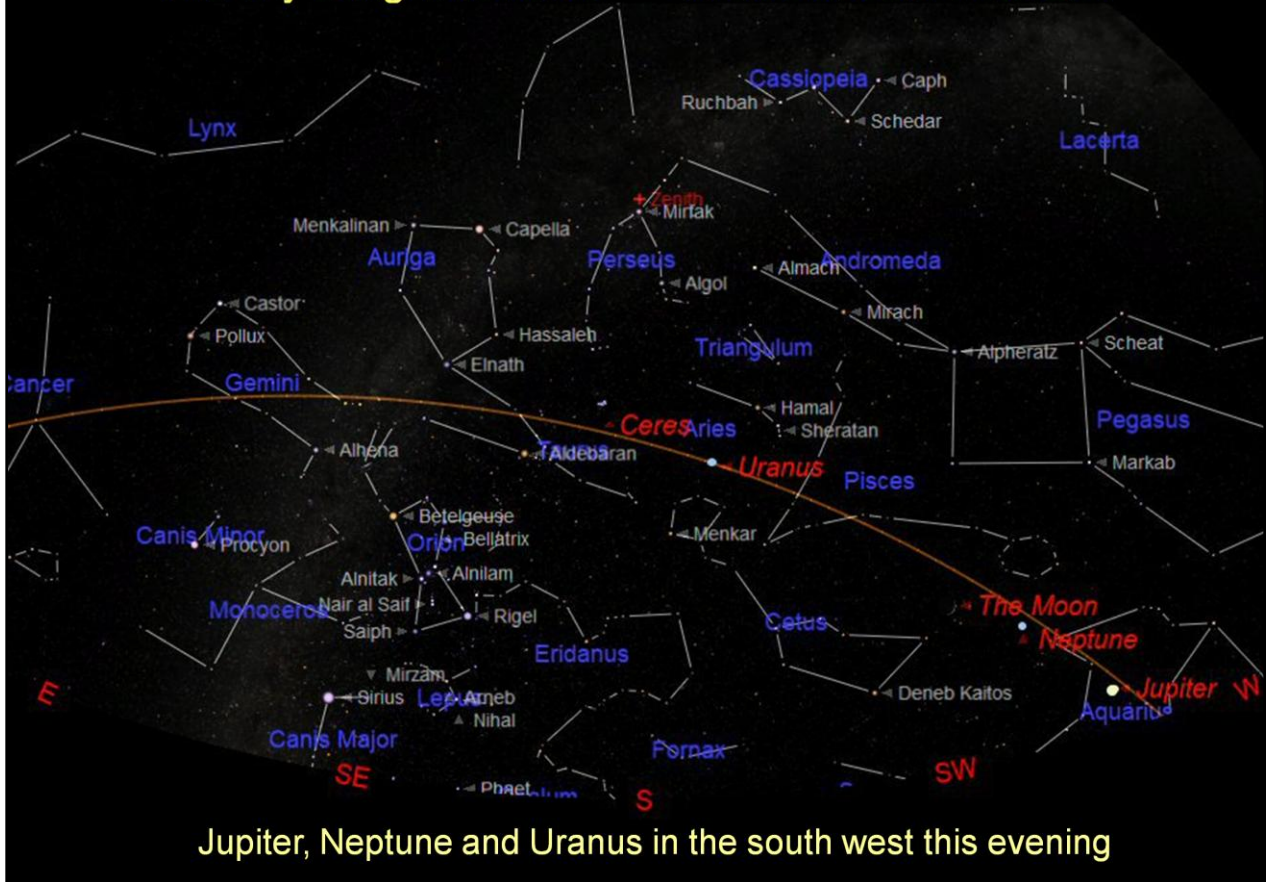 Cassiopeia
Caph
Ruchbah
Schedar
Lynx
Lacerta
Zenith
Mirfak
Menkalinan
Capella
Auriga
Perseus
Almach
Andromeda
Algol
Castor
Mirach
Pollux
Hassaleh
Triangulum
Alpheratz
Scheat
Elnath
Cancer
Gemini
Hamal
Pegasus
Ceres
Aries
Sheratan
Alhena
Taurus
Aldebaran
Uranus
Markab
Pisces
Betelgeuse
Canis Minor
Procyon
Orion
Bellatrix
Menkar
Alnitak
Alnilam
Nair al Saif
Monoceros
Rigel
The Moon
Saiph
Cetus
Neptune
Eridanus
Mirzam
E
Sirius
Lepus
Arneb
Deneb Kaitos
Jupiter
W
Nihal
Aquarius
Canis Major
Fornax
SE
SW
Phaet
S
Jupiter, Neptune and Uranus in the south west this evening